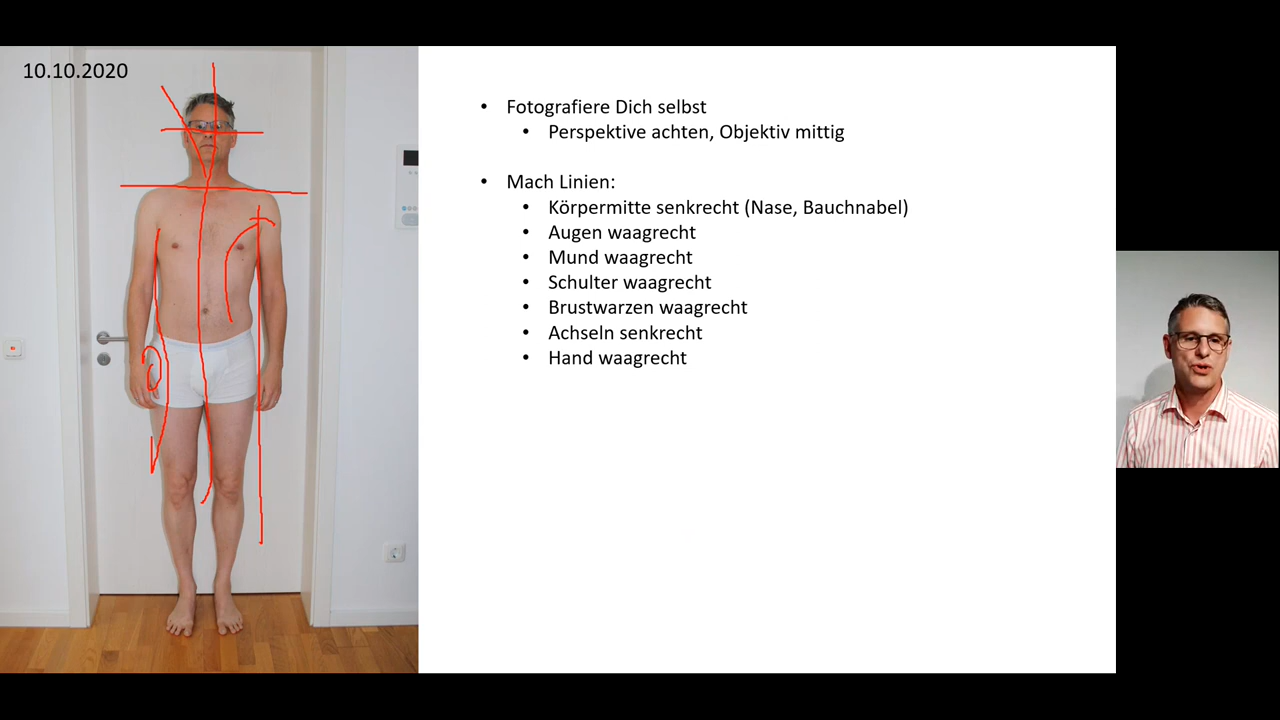 10.10.2020
• Fotografiere Dich selbst
• Perspektive achten, Objektiv mittig
• Mach Linien:
• Körpermitte senkrecht (Nase, Bauchnabel)
• Augen waagrecht
• Mund waagrecht
• Schulter waagrecht
• Brustwarzen waagrecht
• Achseln senkrecht
• Hand waagrecht